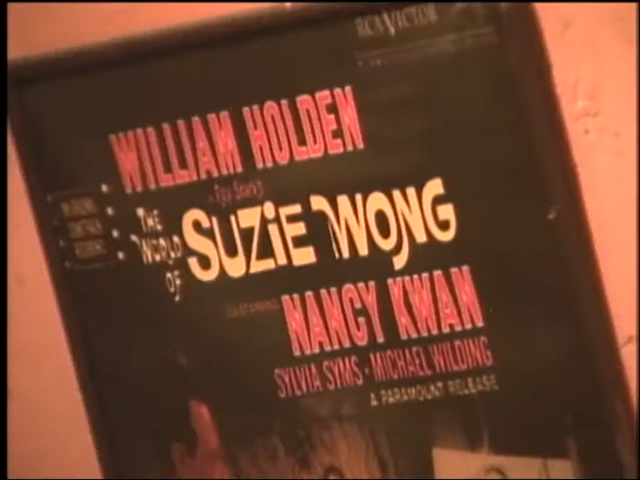 RCA VICTOR
WILLIAM HOLDEN
THE
WORLD
OF
SUZIE WONG
NANCY KWAN
SYLVIA SYMS · MICHAEL WILDING
A PARAMOUNT RELEASE